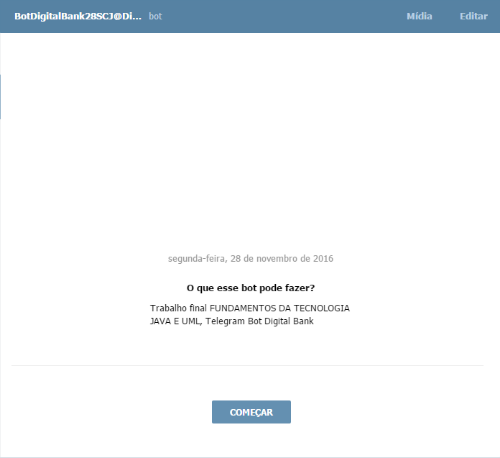 BotDigitalBank28SCJ@Di... bot Mídia Editar
segunda-feira, 28 de novembro de 2016
O que esse bot pode fazer?
Trabalho final FUNDAMENTOS DA TECNOLOGIA
JAVA E UML, Telegram Bot Digital Bank
COMEÇAR